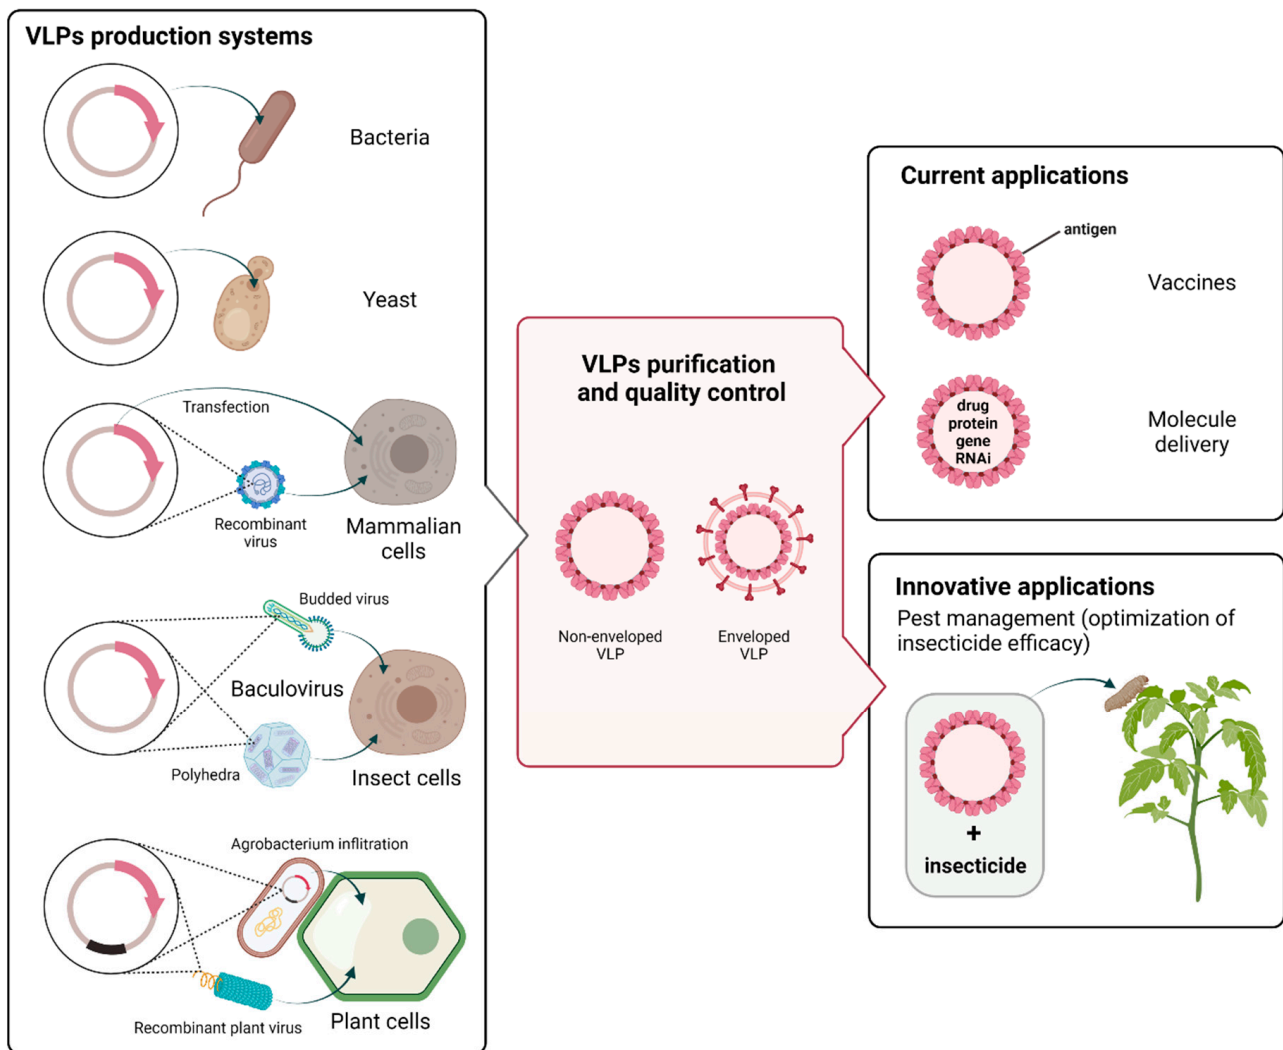 VLPs production systems
Bacteria
Yeast
Transfection
Recombinant
virus
Mammalian
cells
Budded virus
Baculovirus
Polyhedra
Insect cells
Agrobacterium inflitration
Recombinant plant virus
Plant cells
VLPs purification
and quality control
Non-enveloped
VLP
Enveloped
VLP
Current applications
antigen
Vaccines
drug
protein
gene
RNAi
Molecule
delivery
Innovative applications
Pest management (optimization of
insecticide efficacy)
+
insecticide